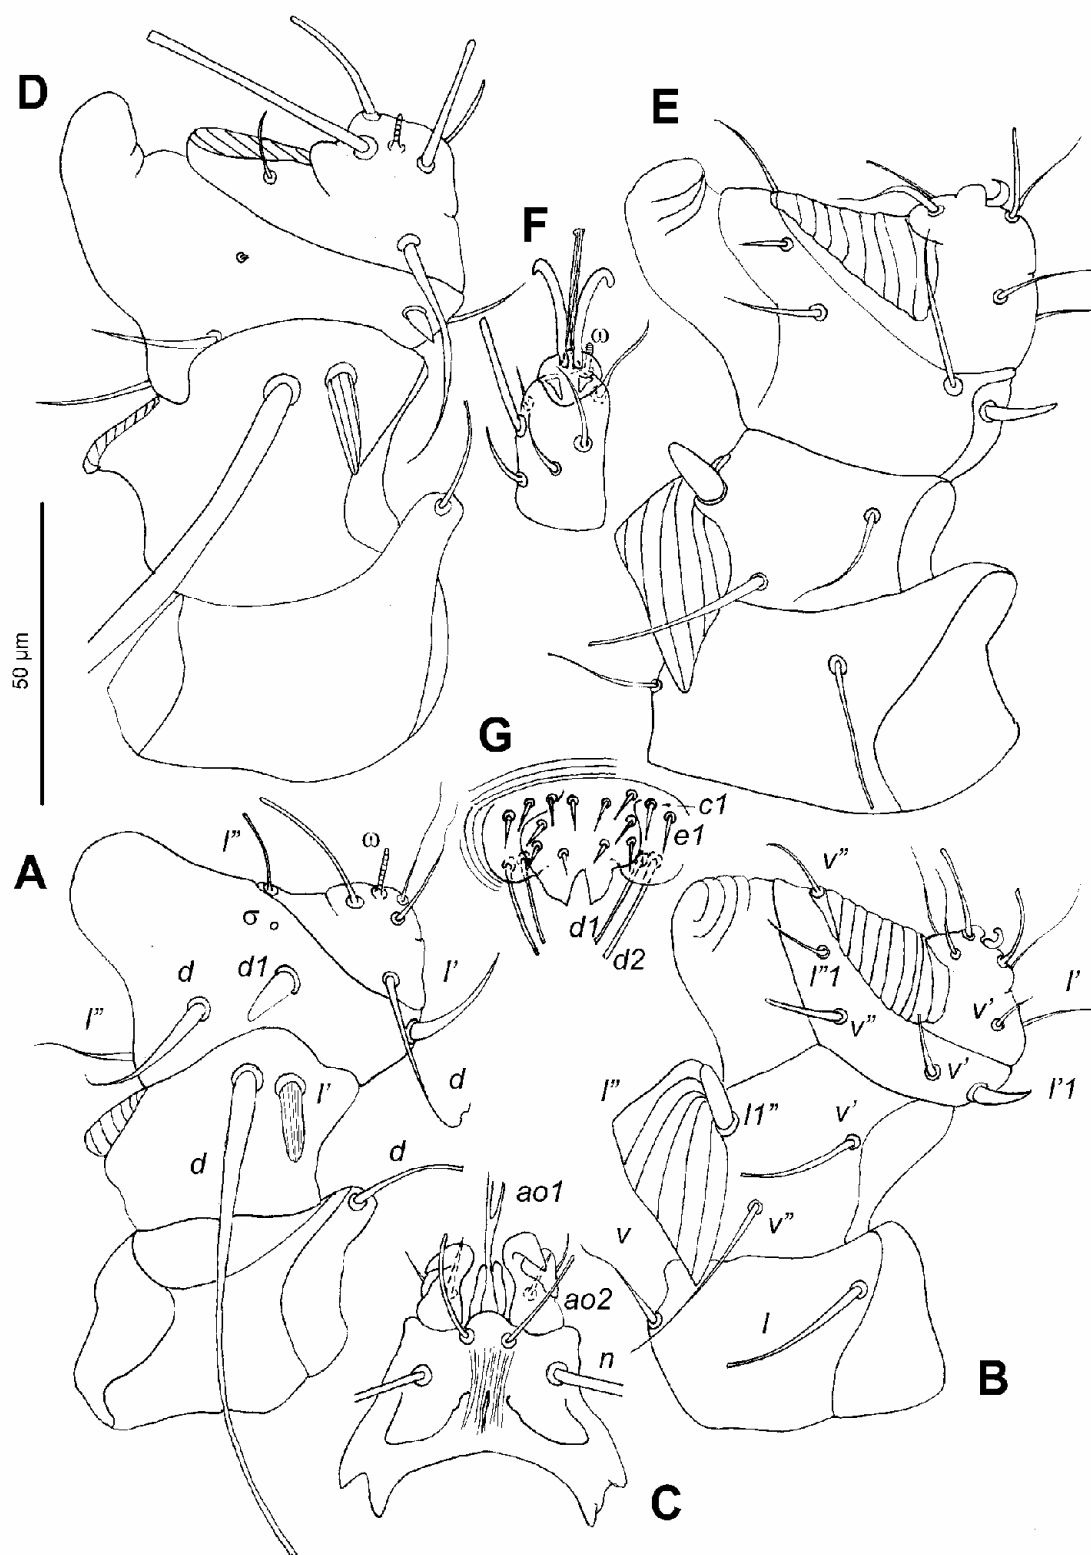 D
E
F
ω
50 µm
G
c1
e1
d1
d2
A
l”
ω
σ
d
d1
l’
l”
d
l’
d
d
B
v”
l”1
v”
v’
l’
v’
l’1
l”
l1”
v’
v”
v
l
C
ao1
ao2
n